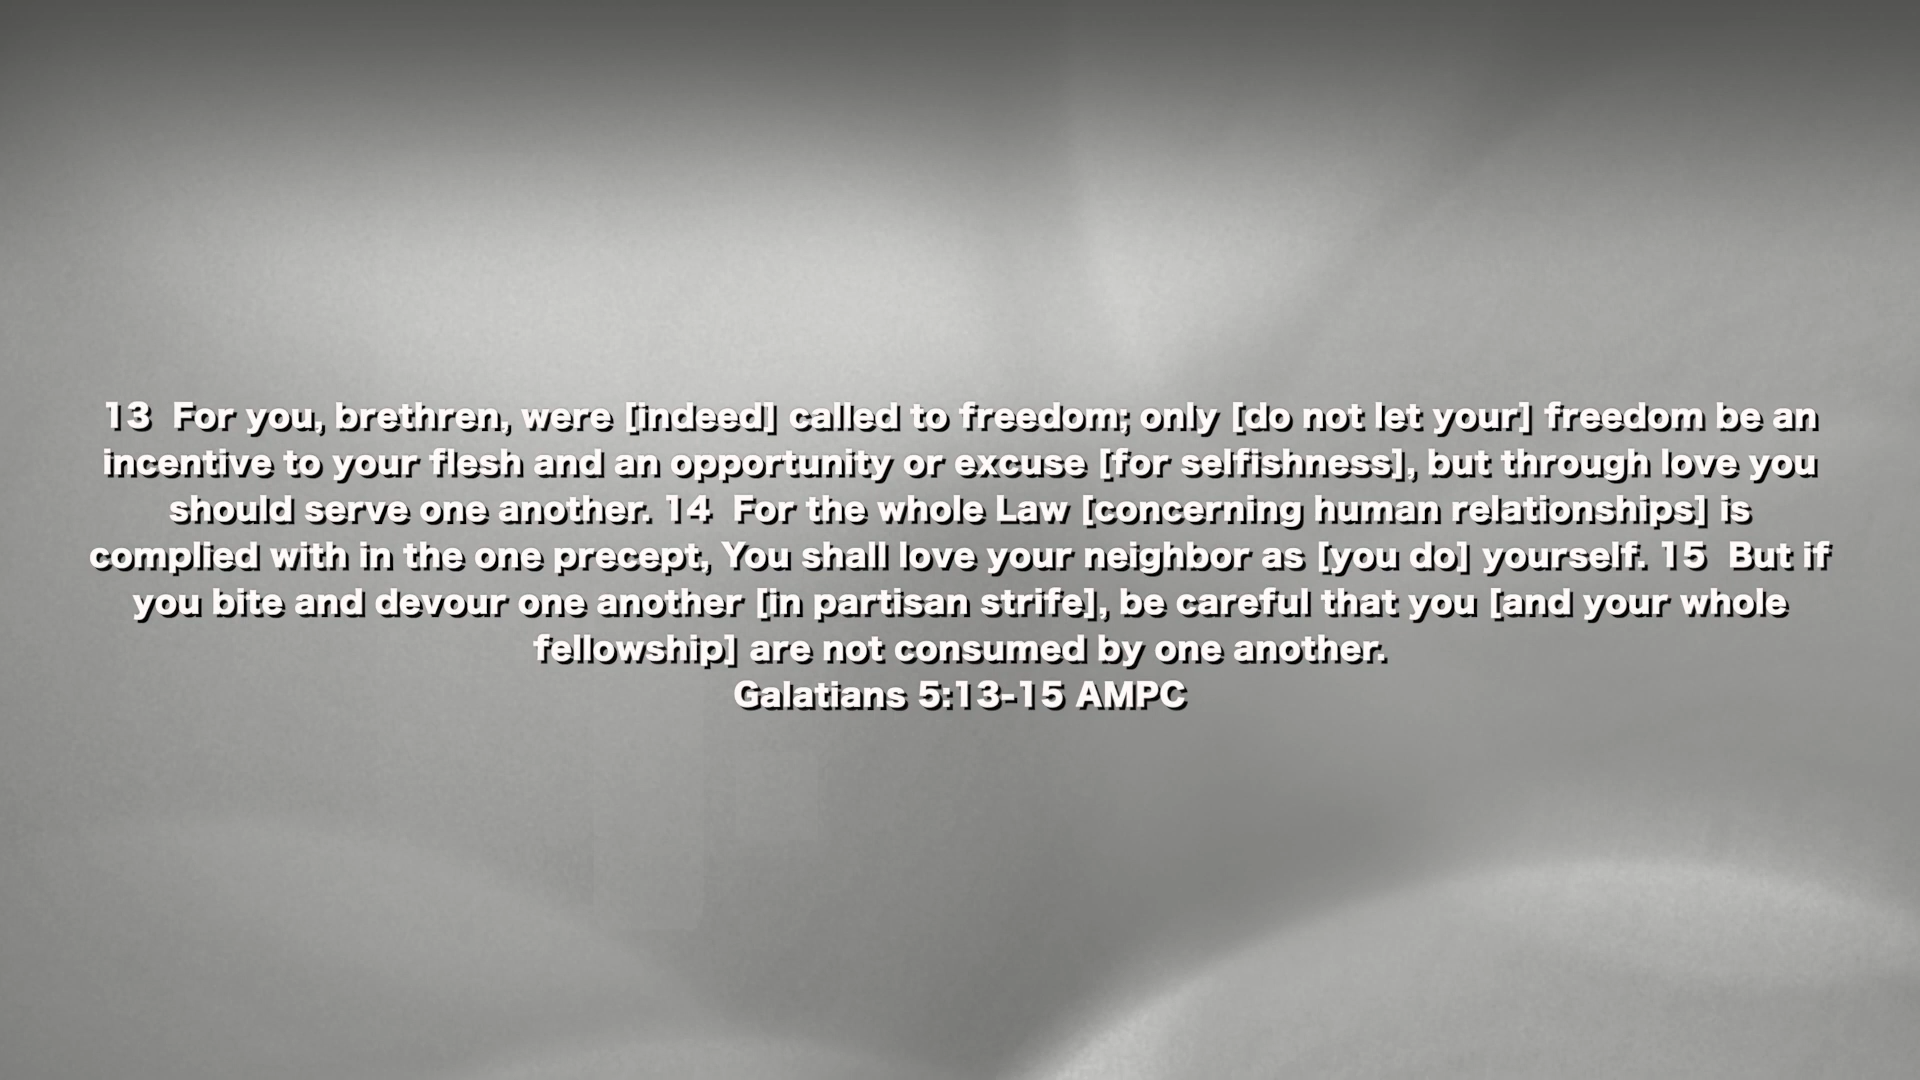 13  For you, brethren, were [indeed] called to freedom; only [do not let your] freedom be an
incentive to your flesh and an opportunity or excuse [for selfishness], but through love you
should serve one another. 14  For the whole Law [concerning human relationships] is
complied with in the one precept, You shall love your neighbor as [you do] yourself. 15  But if
you bite and devour one another [in partisan strife], be careful that you [and your whole
fellowship] are not consumed by one another.
Galatians 5:13-15 AMPC